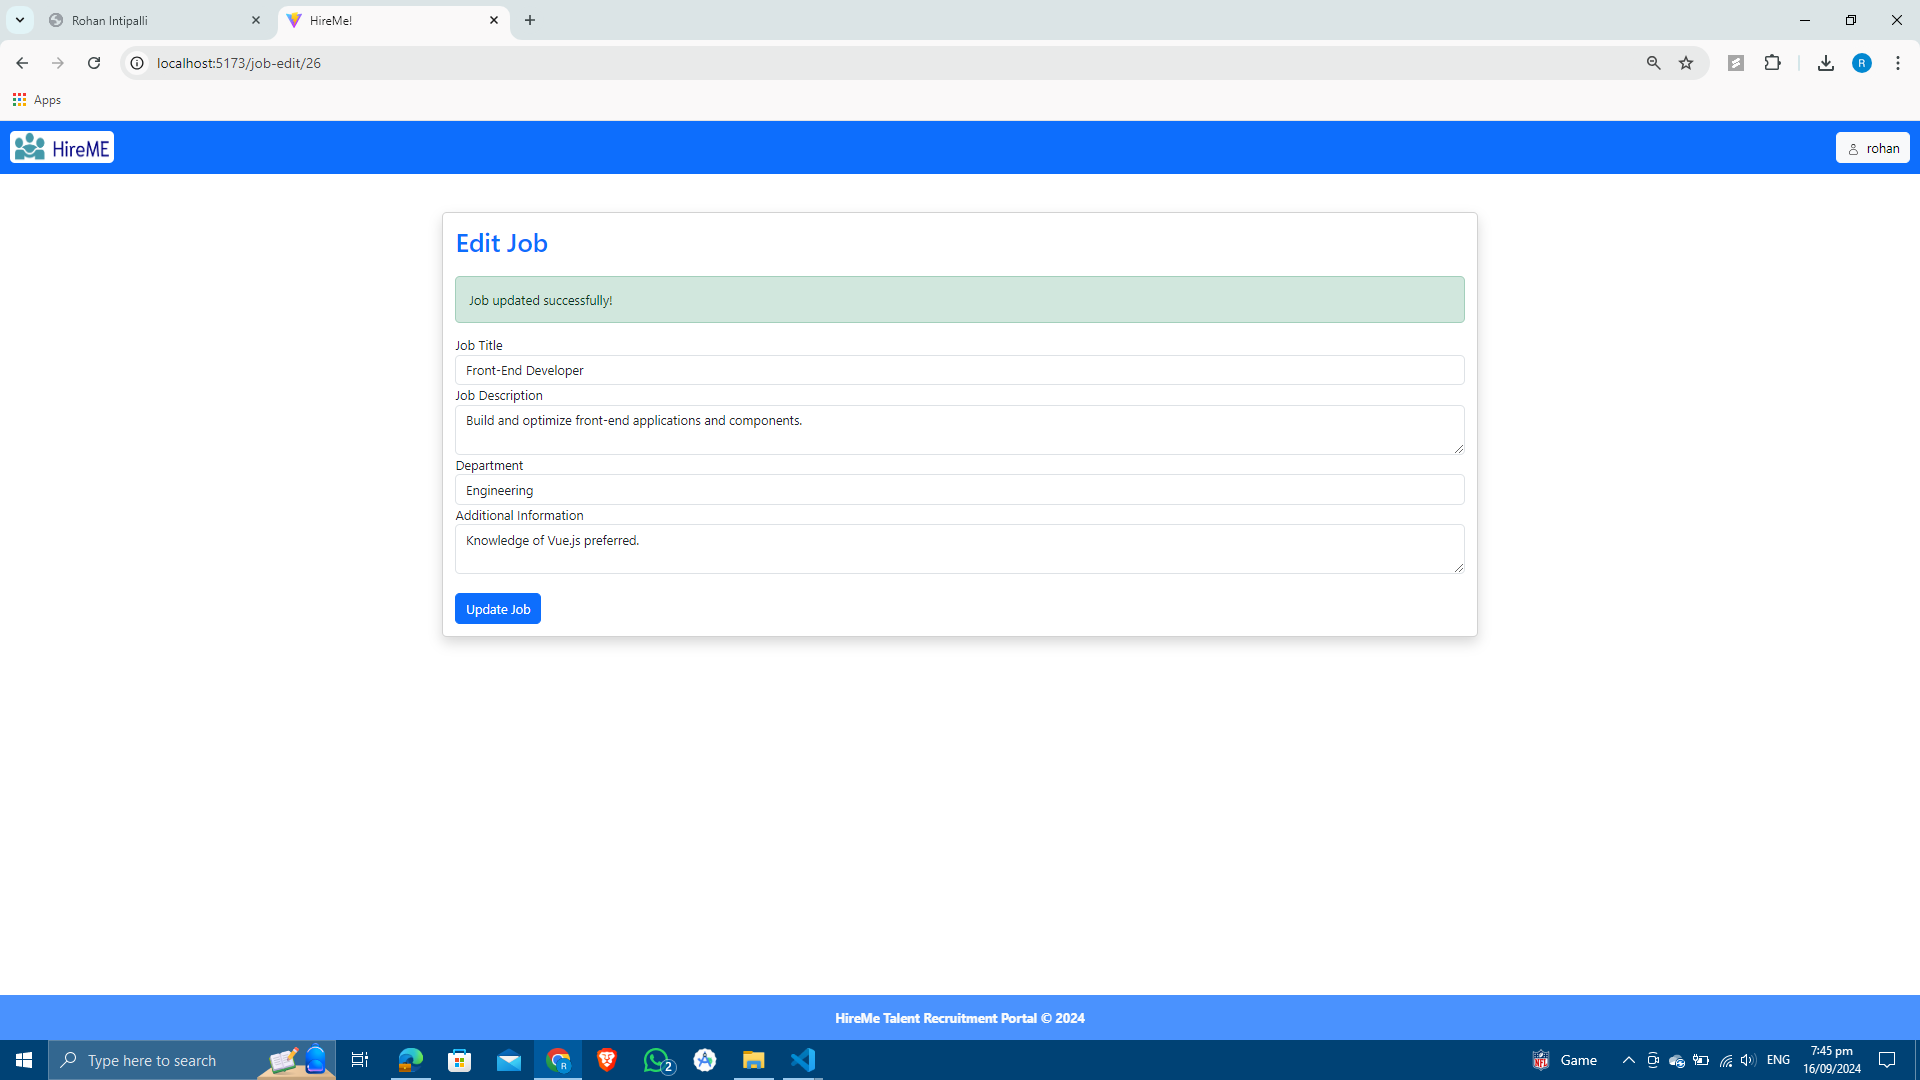 Rohan Intipalli
HireMe!
localhost:5173/job-edit/26
R
Apps
HireME
rohan
Edit Job
Job updated successfully!
Job Title
Front-End Developer
Job Description
Build and optimize front-end applications and components.
Department
Engineering
Additional Information
Knowledge of Vue.js preferred.
Update Job
HireMe Talent Recruitment Portal © 2024
Type here to search
R
2
NFL
Game
ENG
7:45 pm
16/09/2024